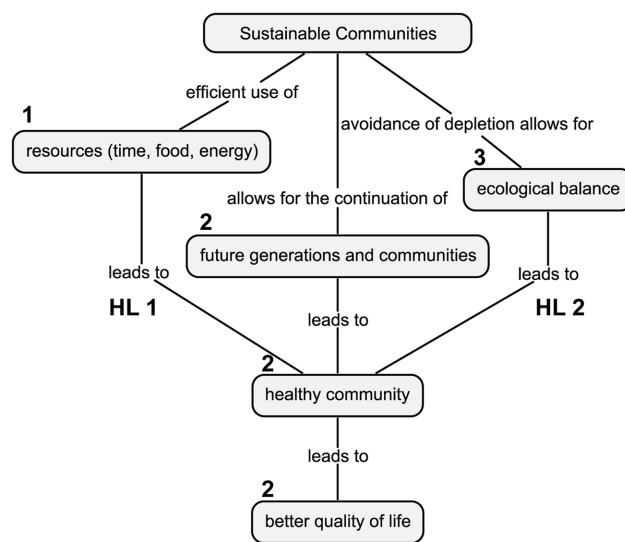 Sustainable Communities
efficient use of
1
resources (time, food, energy)
avoidance of depletion allows for
3
ecological balance
allows for the continuation of
2
future generations and communities
leads to
HL 1
leads to
HL 2
leads to
2
healthy community
leads to
2
better quality of life